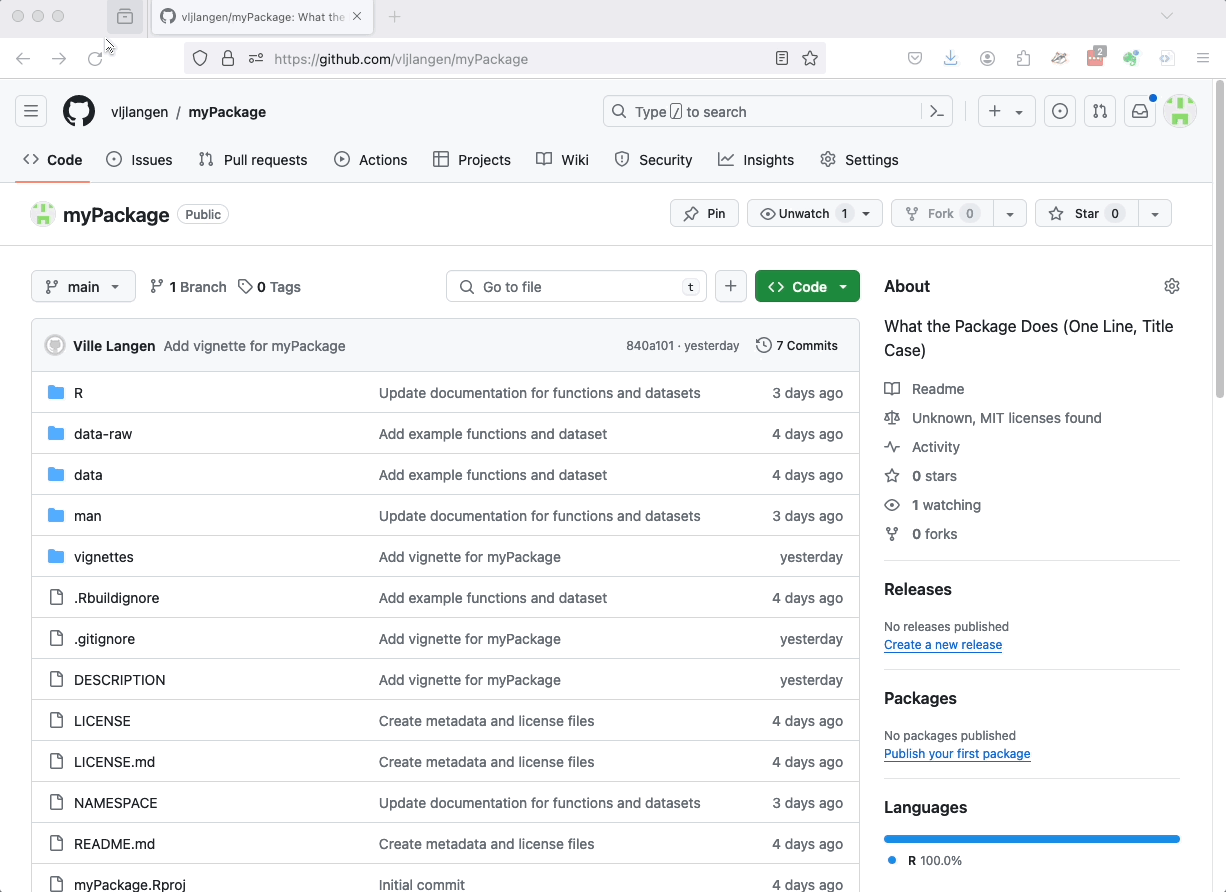 vljlangen/myPackage: What the
https://github.com/vljlangen/myPackage
2
vljlangen / myPackage
Type / to search
Code Issues Pull requests Actions Projects Wiki Security Insights Settings
myPackage Public
Pin Unwatch 1 Fork 0 Star 0
main 1 Branch 0 Tags Go to file t Code
Ville Langen Add vignette for myPackage 840a101 · yesterday 7 Commits
R Update documentation for functions and datasets 3 days ago
data-raw Add example functions and dataset 4 days ago
data Add example functions and dataset 4 days ago
man Update documentation for functions and datasets 3 days ago
vignettes Add vignette for myPackage yesterday
.Rbuildignore Add example functions and dataset 4 days ago
.gitignore Add vignette for myPackage yesterday
DESCRIPTION Add vignette for myPackage yesterday
LICENSE Create metadata and license files 4 days ago
LICENSE.md Create metadata and license files 4 days ago
NAMESPACE Update documentation for functions and datasets 3 days ago
README.md Create metadata and license files 4 days ago
myPackage.Rproj Initial commit 4 days ago
About
What the Package Does (One Line, Title
Case)
Readme
Unknown, MIT licenses found
Activity
0 stars
1 watching
0 forks
Releases
No releases published
Create a new release
Packages
No packages published
Publish your first package
Languages
R 100.0%